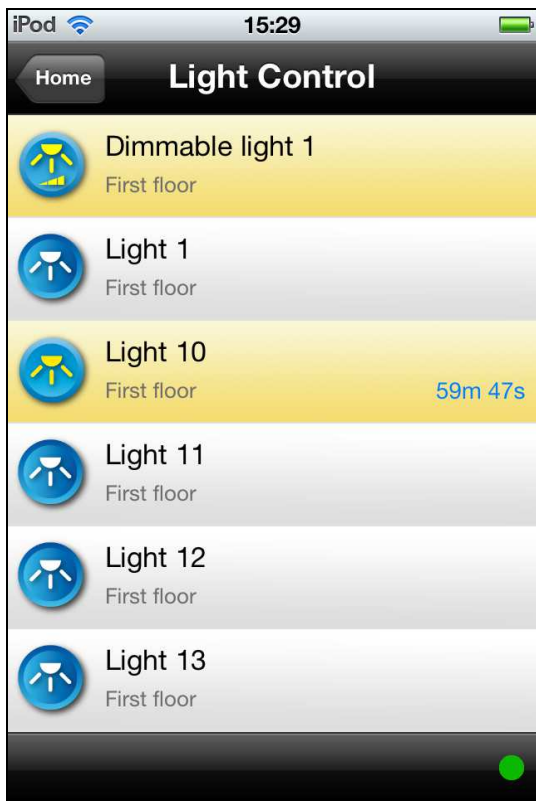 iPod 15:29
Home Light Control
Dimmable light 1
First floor
Light 1
First floor
Light 10
First floor 59m 47s
Light 11
First floor
Light 12
First floor
Light 13
First floor